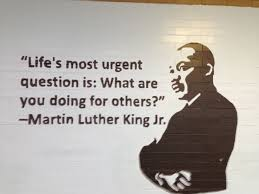 “Life's most urgent
question is: What are
you doing for others?”
–Martin Luther King Jr.